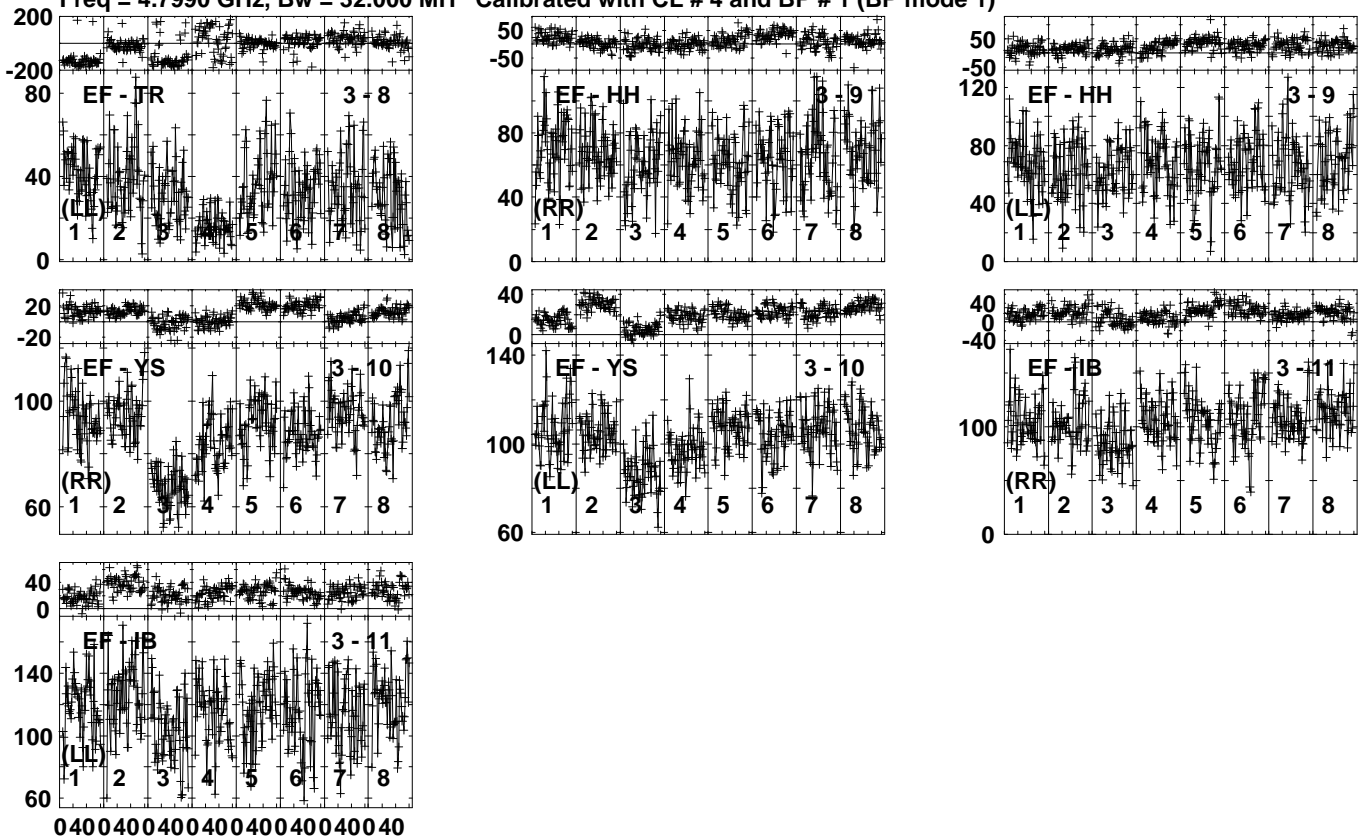 Freq = 4.7990 GHz, Bw = 32.000 MH Calibrated with CL # 4 and BP # 1 (BP mode 1)
200
-200
80
40
0
EF - TR 3 - 8
(LL)
1 2 3 4 5 6 7 8
50
-50
80
40
0
EF - HH 3 - 9
(RR)
1 2 3 4 5 6 7 8
50
-50
120
80
40
0
EF - HH 3 - 9
(LL)
1 2 3 4 5 6 7 8
20
-20
100
60
EF - YS 3 - 10
(RR)
1 2 3 4 5 6 7 8
40
0
140
100
60
EF - YS 3 - 10
(LL)
1 2 3 4 5 6 7 8
40
0
-40
100
0
EF - IB 3 - 11
(RR)
1 2 3 4 5 6 7 8
40
0
140
100
60
EF - IB 3 - 11
(LL)
1 2 3 4 5 6 7 8
0 40 0 40 0 40 0 40 0 40 0 40 0 40 0 40